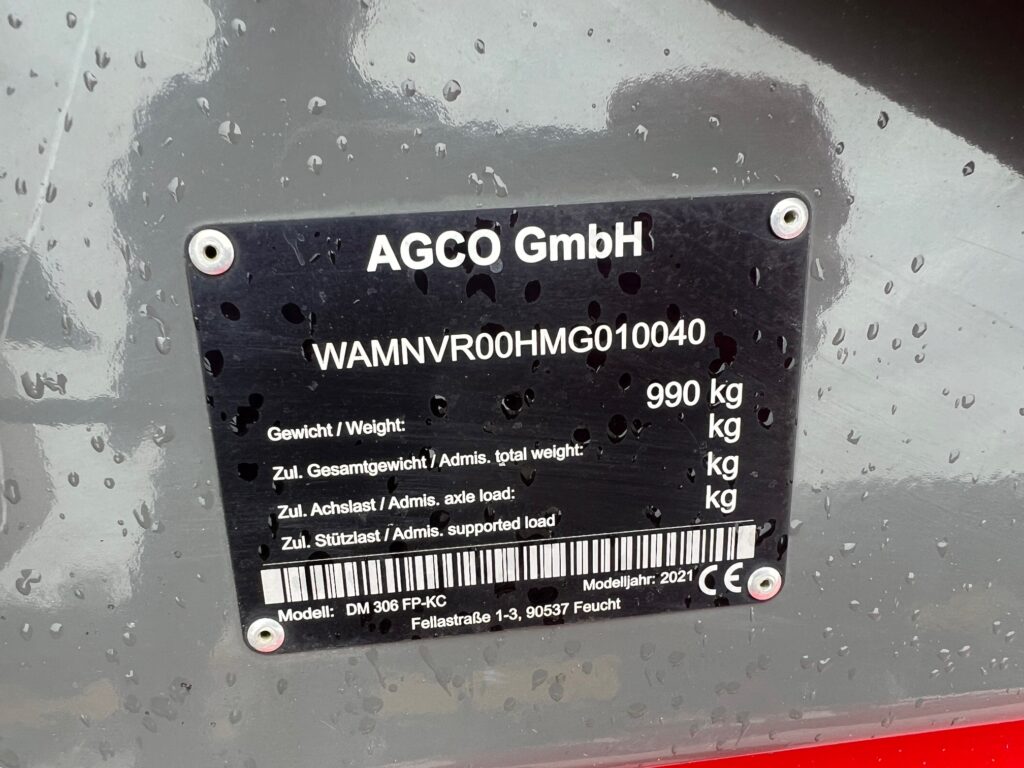 AGCO GmbH
WAMNVR00HMG010040
Gewicht / Weight: 990 kg
Zul. Gesamtgewicht / Admis. total weight: kg
Zul. Achslast / Admis. axle load: kg
Zul. Stützlast / Admis. supported load kg
Modell: DM 306 FP-KC Modelljahr: 2021 CE
Fellastraße 1-3, 90537 Feucht